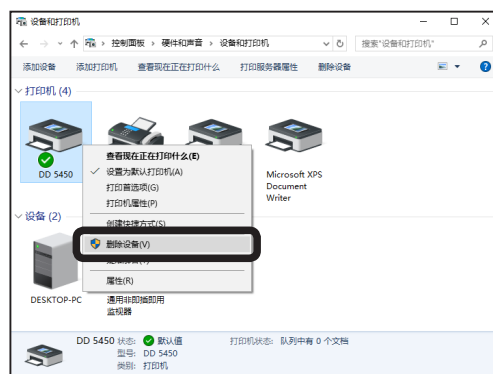 设备和打印机
控制面板 › 硬件和声音 › 设备和打印机
搜索"设备和打印机"
添加设备 添加打印机 查看现在正在打印什么 打印服务器属性 删除设备
打印机 (4)
DD 5450
查看现在正在打印什么(E)
设置为默认打印机(A)
打印首选项(G)
打印机属性(P)
创建快捷方式(S)
删除设备(V)
属性(R)
Microsoft XPS
Document
Writer
设备 (2)
DESKTOP-PC
通用非即插即用
监视器
DD 5450 状态: 默认值 打印机状态: 队列中有 0 个文档
型号: DD 5450
类别: 打印机